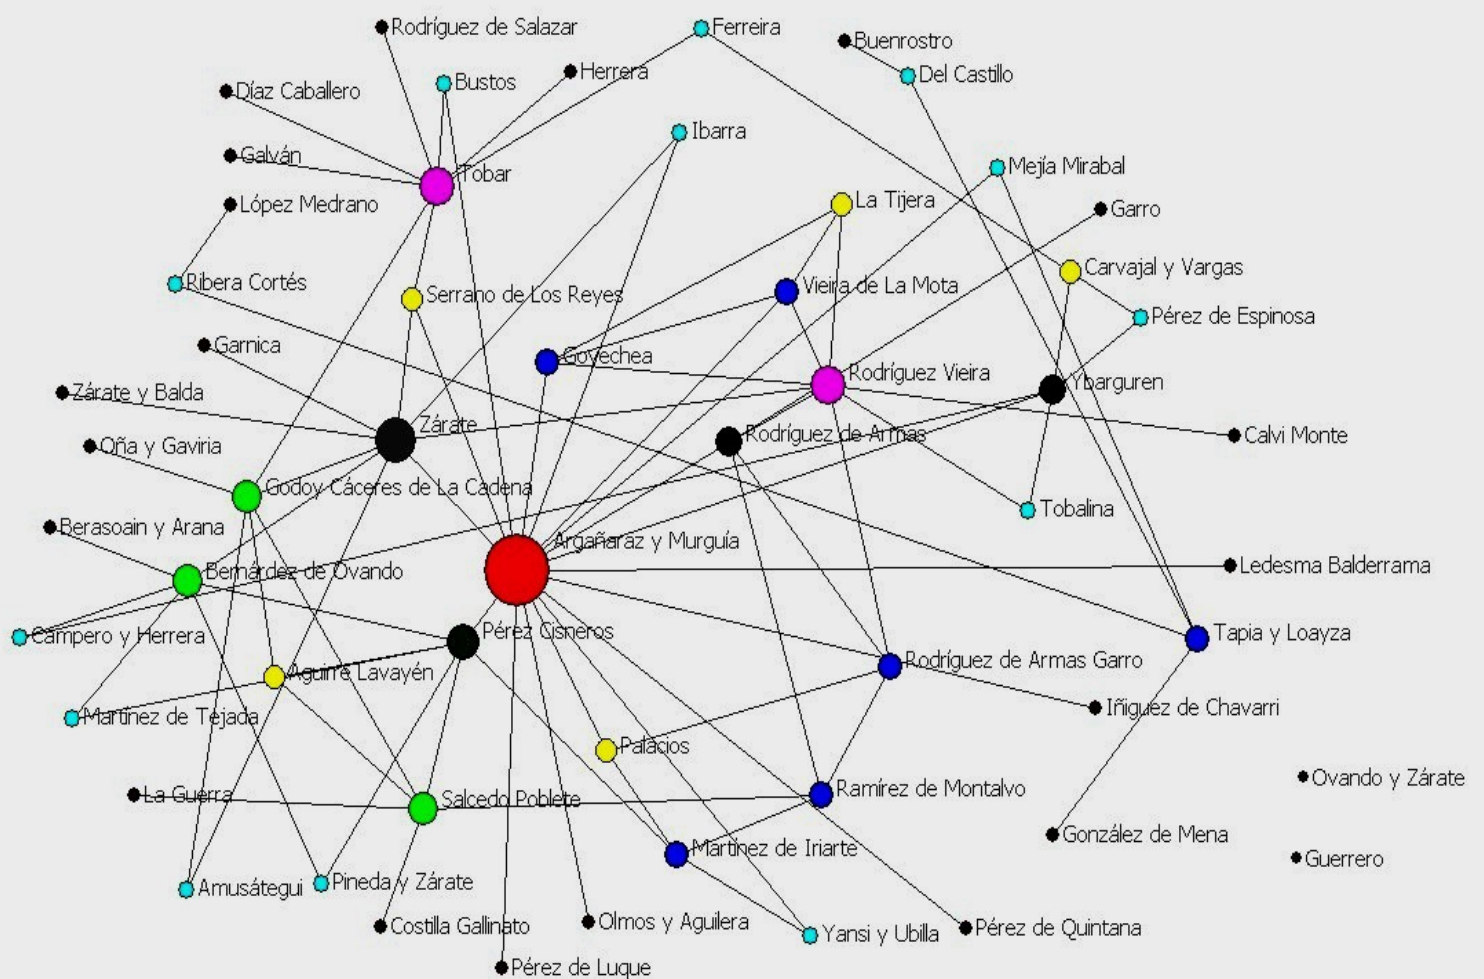 Rodríguez de Salazar
Ferreira
Buenrostro
Herrera
Del Castillo
Bustos
Díaz Caballero
Ibarra
Galván
Mejía Mirabal
Tobar
La Tijera
López Medrano
Garro
Carvajal y Vargas
Ribera Cortés
Vieira de La Mota
Serrano de Los Reyes
Pérez de Espinosa
Garnica
Goyechea
Rodríguez Vieira
Ybarguren
Zárate y Balda
Zárate
Rodríguez de Armas
Calvi Monte
Oña y Gaviria
Godoy Cáceres de La Cadena
Tobalina
Berasoain y Arana
Argañaraz y Murguía
Ledesma Balderrama
Bernárdez de Ovando
Pérez Cisneros
Tapia y Loayza
Campero y Herrera
Rodríguez de Armas Garro
Aguirre Lavayén
Iñiguez de Chavarri
Martínez de Tejada
Palacios
Ovando y Zárate
Ramírez de Montalvo
La Guerra
Salcedo Poblete
González de Mena
Martínez de Iriarte
Guerrero
Pineda y Zárate
Amusátegui
Olmos y Aguilera
Costilla Gallinato
Pérez de Quintana
Yansi y Ubilla
Pérez de Luque